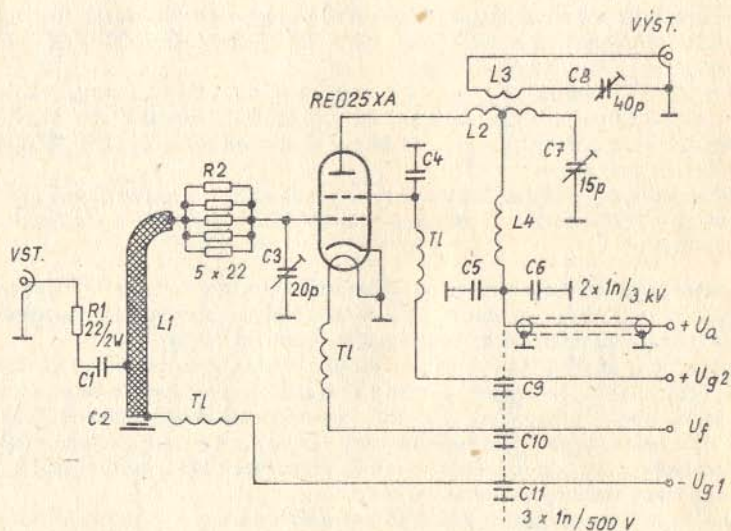 VÝST.
L3
C8
40p
RE025XA
L2
C4
C7
15p
R2
5 x 22
C3
20p
Tl
L4
C5
C6
2 x 1n/3 kV
VST.
R1
22/2W
L1
C1
C2
Tl
Tl
+ Ua
C9
+ Ug2
C10
Uf
C11
- Ug1
3 x 1n/500 V